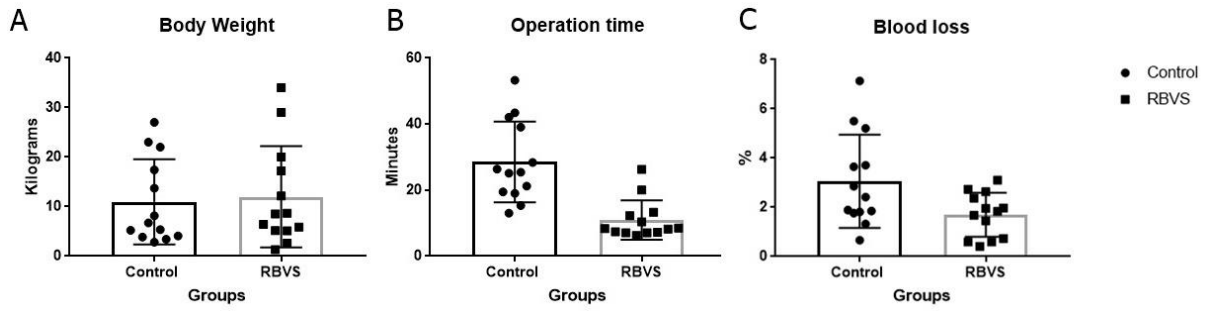 A
Body Weight
Kilograms
40
30
20
10
0
Control
RBVS
Groups
B
Operation time
Minutes
60
40
20
0
Control
RBVS
Groups
C
Blood loss
%
8
6
4
2
0
Control
RBVS
Groups
Control
RBVS